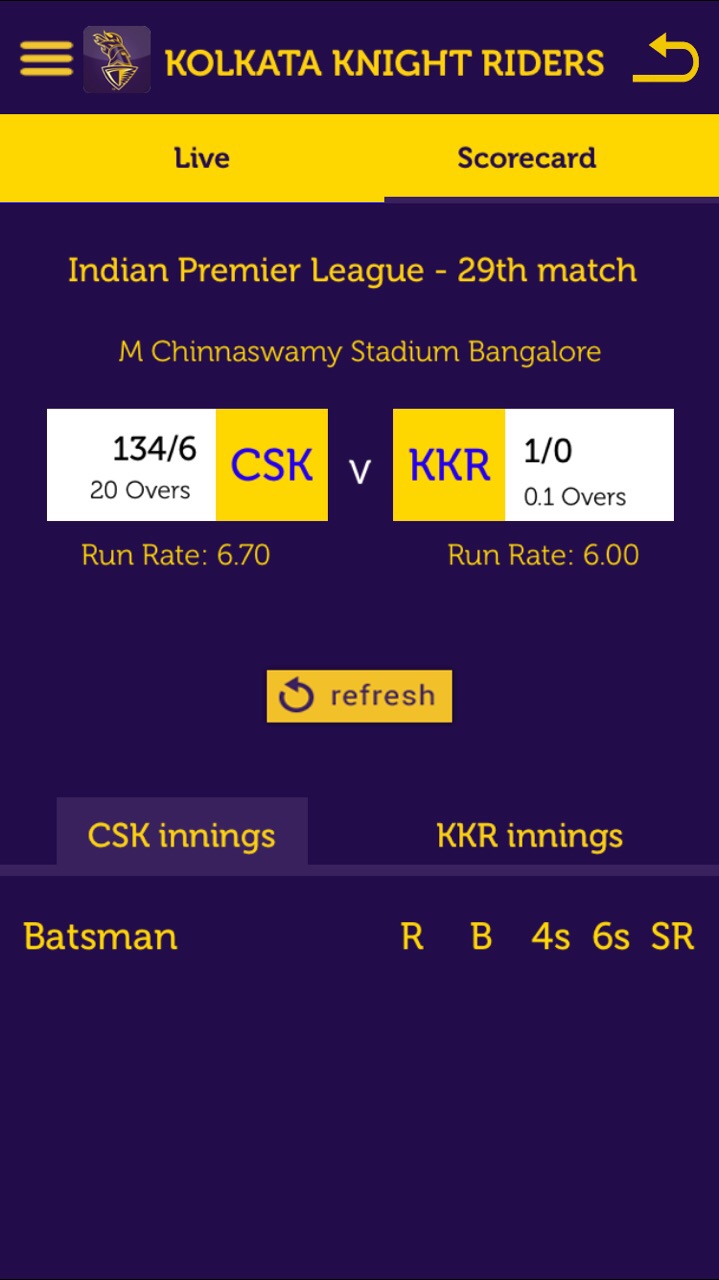 KOLKATA KNIGHT RIDERS
Live Scorecard
Indian Premier League - 29th match
M Chinnaswamy Stadium Bangalore
134/6 CSK v KKR 1/0
20 Overs 0.1 Overs
Run Rate: 6.70 Run Rate: 6.00
refresh
CSK innings KKR innings
Batsman R B 4s 6s SR